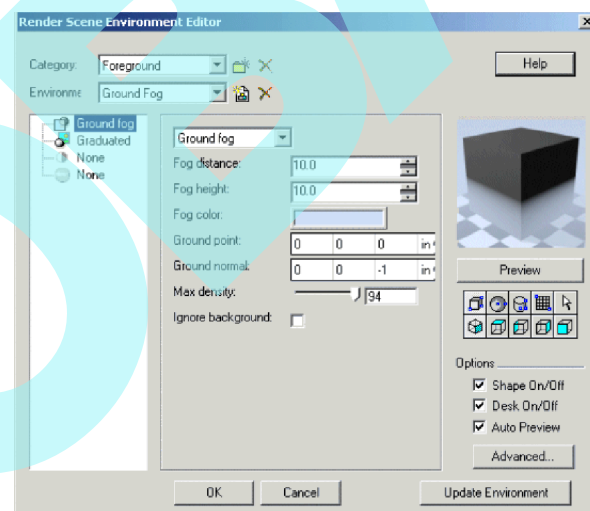 Render Scene Environment Editor
Category: Foreground
Help
Environme Ground Fog
Ground fog
Graduated
None
None
Ground fog
Fog distance: 10.0
Fog height: 10.0
Fog color:
Ground point: 0 0 0 in
Ground normal: 0 0 -1 in
Max density: 94
Ignore background:
Preview
Options
Shape On/Off
Desk On/Off
Auto Preview
Advanced...
OK Cancel Update Environment